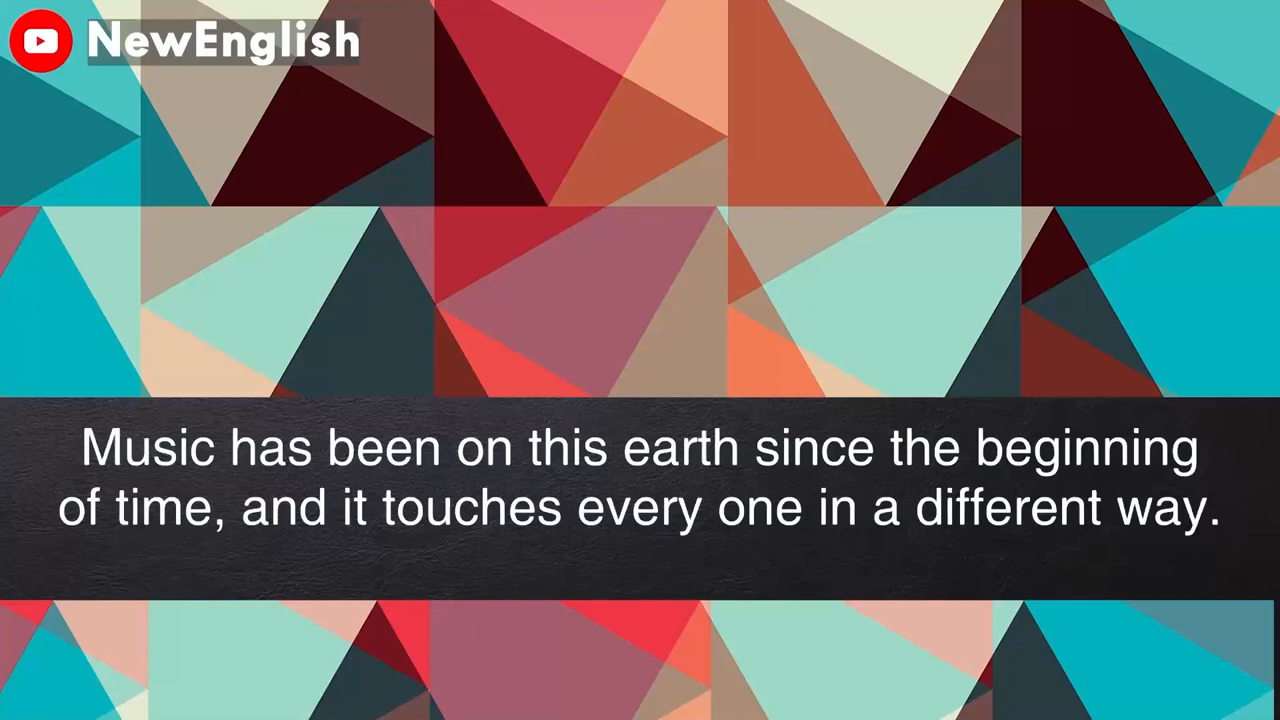 NewEnglish
Music has been on this earth since the beginning
of time, and it touches every one in a different way.